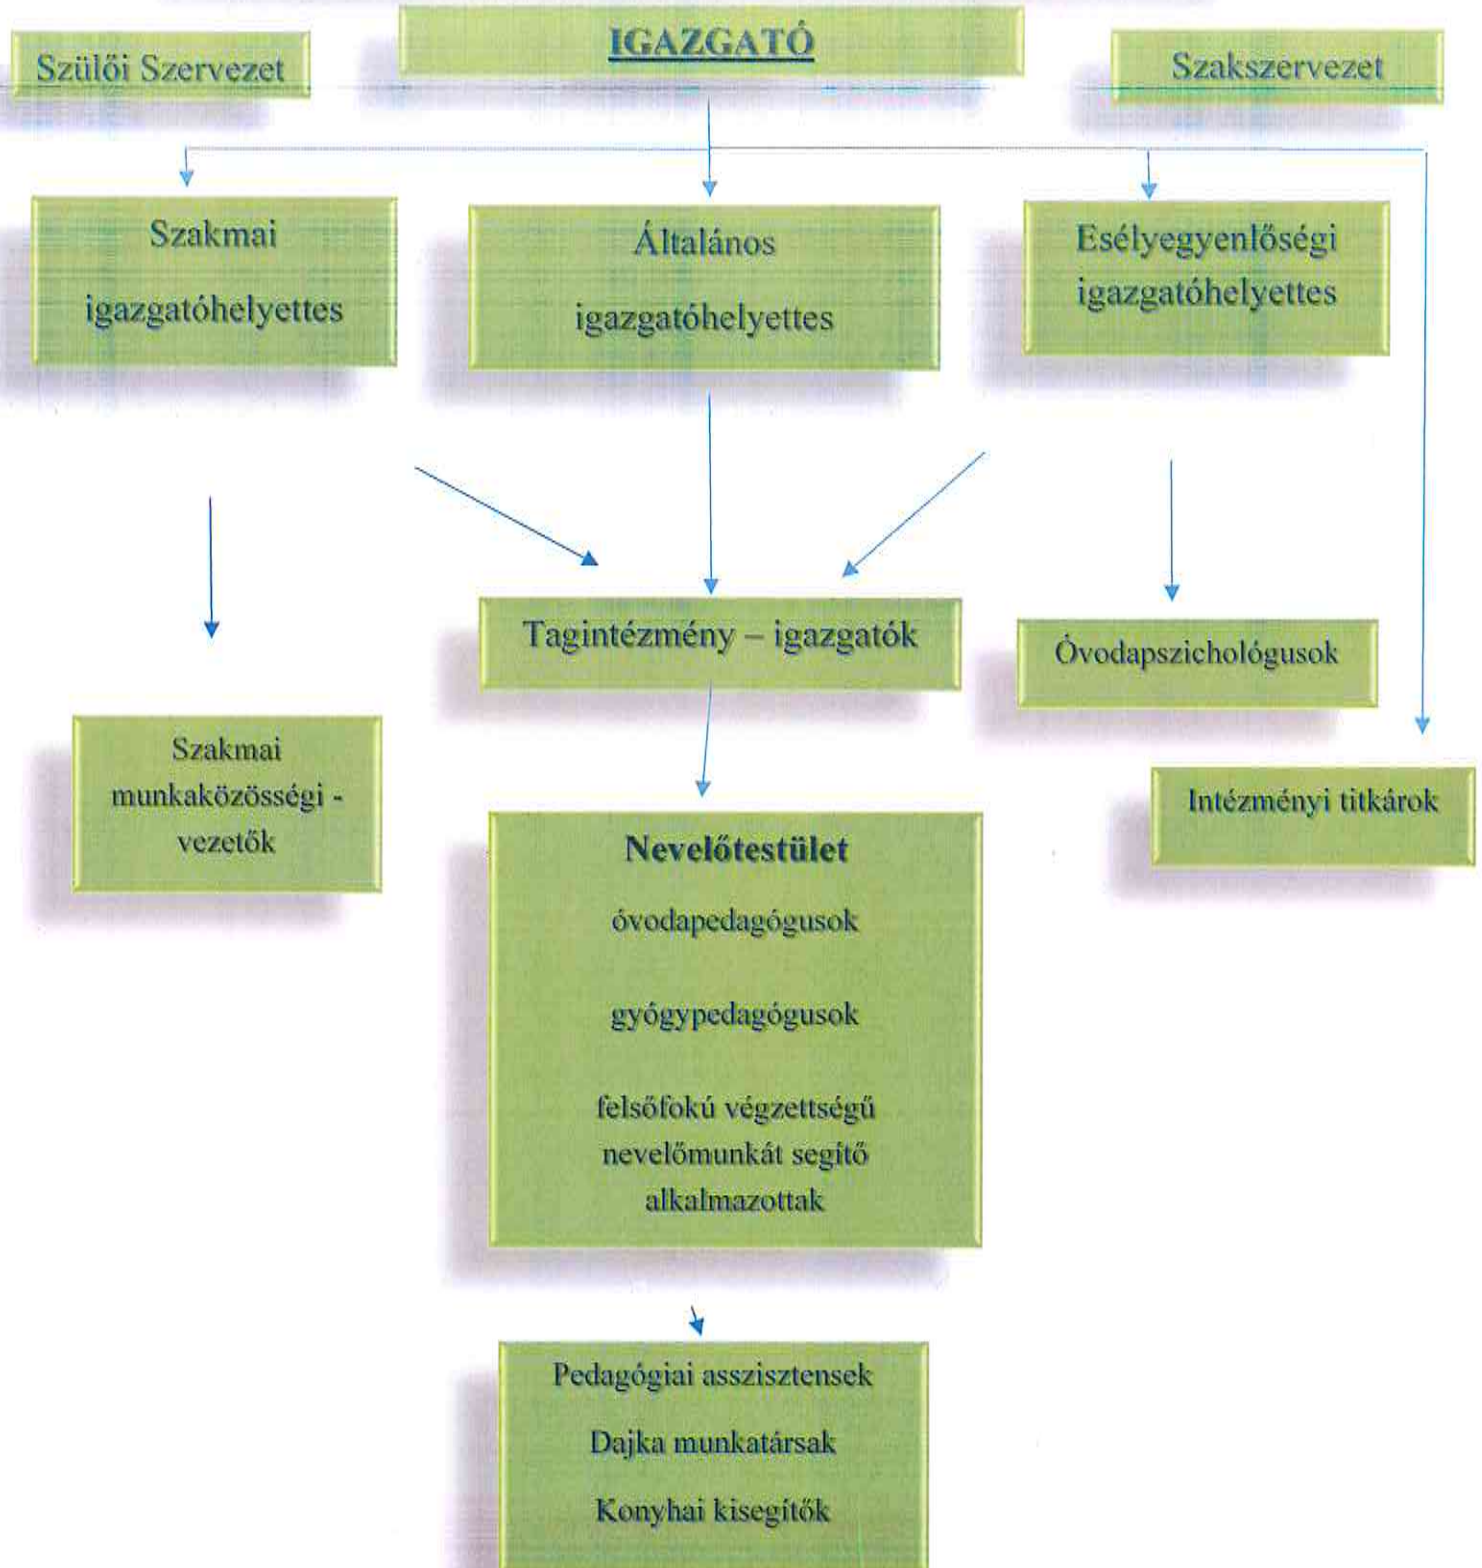 IGAZGATÓ
Szülői Szervezet
Szakszervezet
Szakmai
igazgatóhelyettes
Általános
igazgatóhelyettes
Esélyegyenlőségi
igazgatóhelyettes
Tagintézmény – igazgatók
Óvodapszichológusok
Szakmai
munkaközösségi -
vezetők
Intézményi titkárok
Nevelőtestület
óvodapedagógusok
gyógypedagógusok
felsőfokú végzettségű
nevelőmunkát segítő
alkalmazottak
Pedagógiai asszisztensek
Dajka munkatársak
Konyhai kisegítők